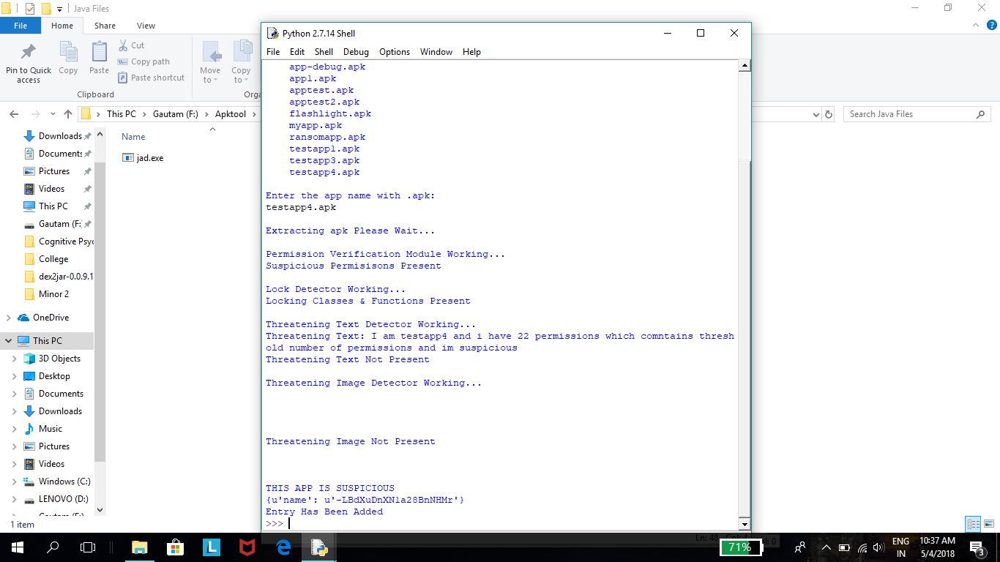 Java Files
File Home Share View
Pin to Quick access
Copy
Paste
Cut
Copy path
Paste shortcut
Clipboard
Move to
Copy to
Orga
This PC Gautam (F:) Apktool
Search Java Files
Downloads
Documents
Pictures
Videos
This PC
Gautam (F:
Cognitive Psyc
College
dex2jar-0.0.9.1
Minor 2
OneDrive
This PC
3D Objects
Desktop
Documents
Downloads
Music
Pictures
Videos
Windows (C:)
LENOVO (D:)
Gautam (F:)
1 item
Name
jad.exe
Python 2.7.14 Shell
File Edit Shell Debug Options Window Help
app-debug.apk
app1.apk
apptest.apk
apptest2.apk
flashlight.apk
myapp.apk
ransomapp.apk
testapp1.apk
testapp3.apk
testapp4.apk
Enter the app name with .apk:
testapp4.apk
Extracting apk Please Wait...
Permission Verification Module Working...
Suspicious Permisisons Present
Lock Detector Working...
Locking Classes & Functions Present
Threatening Text Detector Working...
Threatening Text: I am testapp4 and i have 22 permissions which comntains thresh
old number of permissions and im suspicious
Threatening Text Not Present
Threatening Image Detector Working...
Threatening Image Not Present
THIS APP IS SUSPICIOUS
{u'name': u'-LBdXuDnXN1a28BnNHMr'}
Entry Has Been Added
>>>
Ln: 48 Col: 4
71%
ENG
IN
10:37 AM
5/4/2018
3